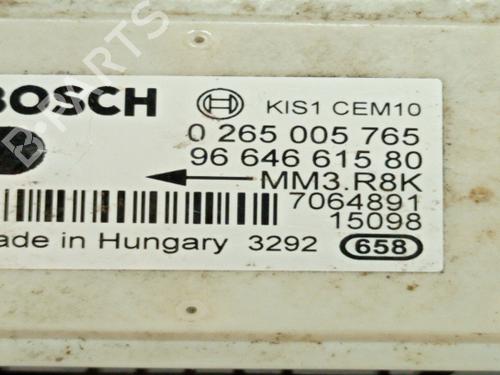 BOSCH KIS1 CEM10
0 265 005 765
96 646 615 80
MM3.R8K
7064891
15098
ade in Hungary 3292 658
B-PARTS